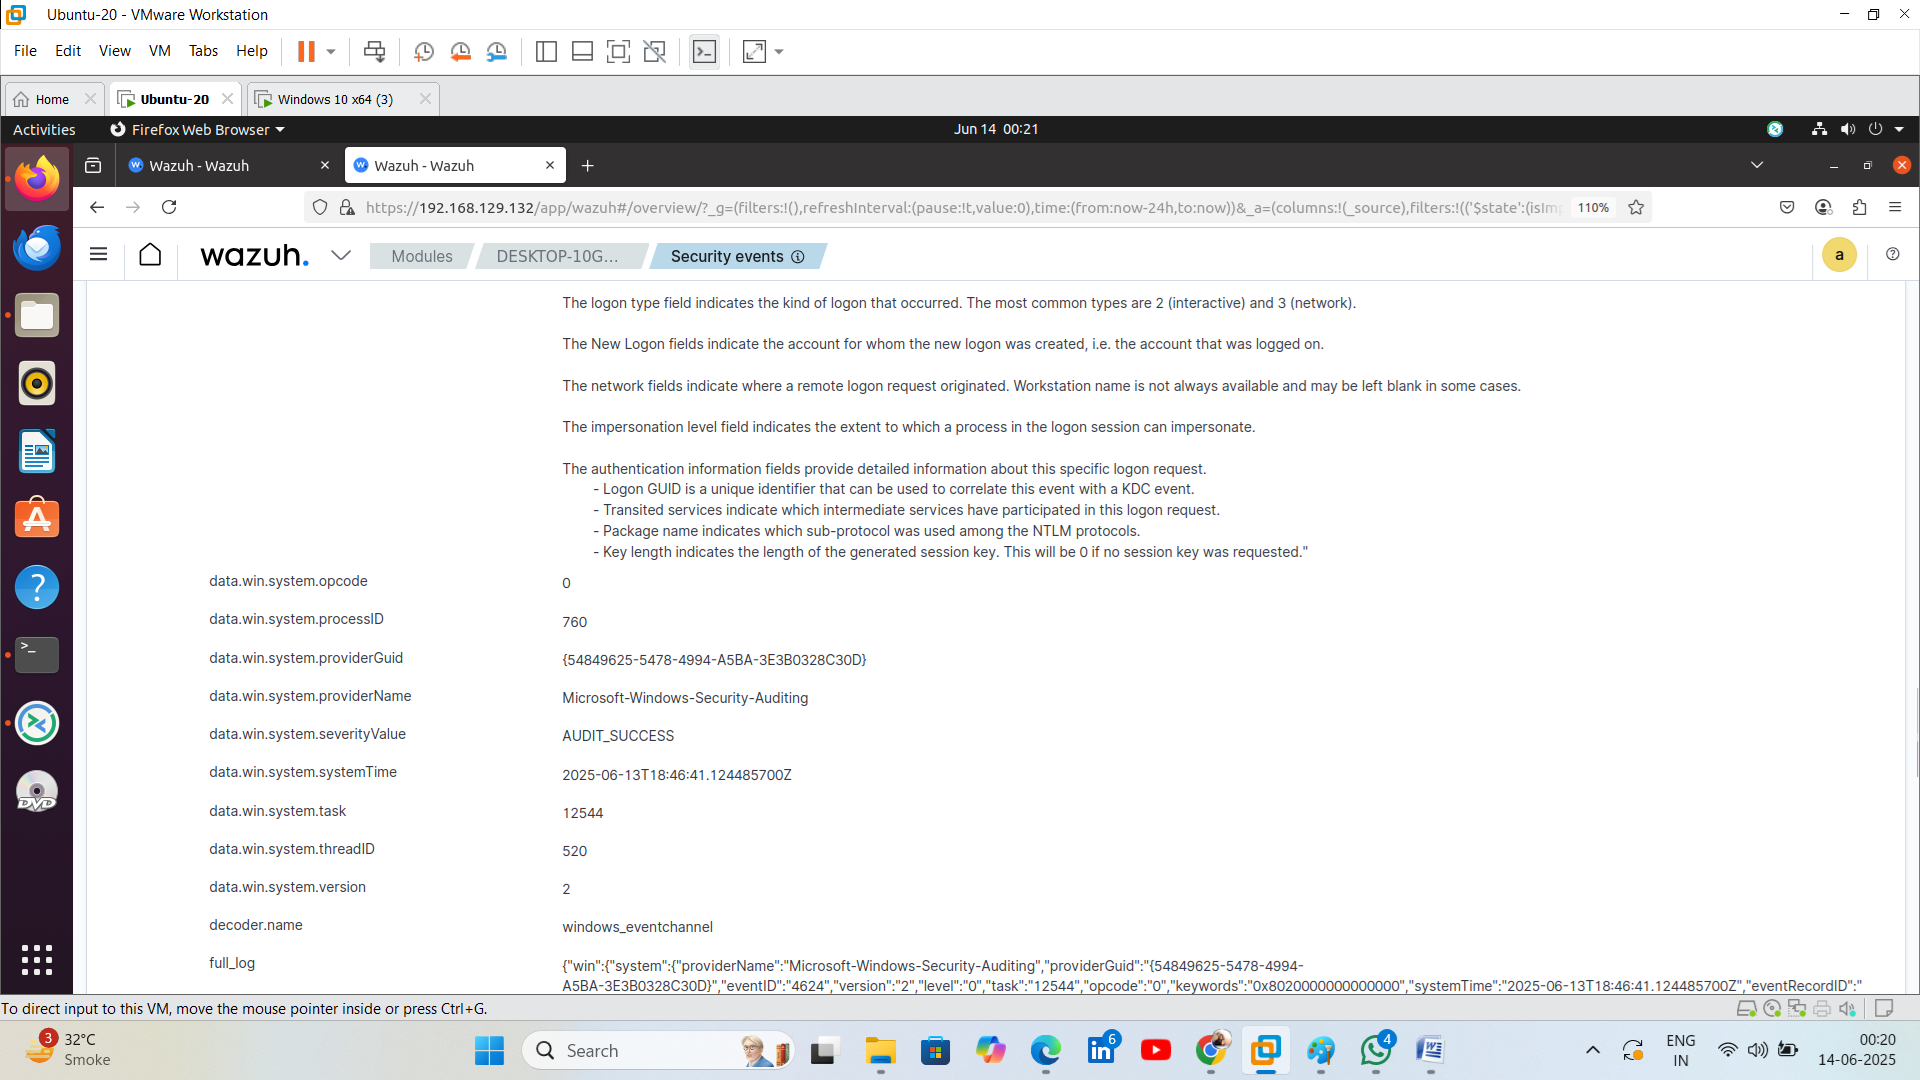 Ubuntu-20 - VMware Workstation
File Edit View VM Tabs Help
Home Ubuntu-20 Windows 10 x64 (3)
Activities Firefox Web Browser Jun 14 00:21
Wazuh - Wazuh Wazuh - Wazuh
https://192.168.129.132/app/wazuh#/overview/?_g=(filters:!(),refreshInterval:(pause:!t,value:0),time:(from:now-24h,to:now))&_a=(columns:!(_source),filters:!(('$state':(isImp 110%
wazuh. Modules DESKTOP-10G... Security events a
The logon type field indicates the kind of logon that occurred. The most common types are 2 (interactive) and 3 (network).
The New Logon fields indicate the account for whom the new logon was created, i.e. the account that was logged on.
The network fields indicate where a remote logon request originated. Workstation name is not always available and may be left blank in some cases.
The impersonation level field indicates the extent to which a process in the logon session can impersonate.
The authentication information fields provide detailed information about this specific logon request.
- Logon GUID is a unique identifier that can be used to correlate this event with a KDC event.
- Transited services indicate which intermediate services have participated in this logon request.
- Package name indicates which sub-protocol was used among the NTLM protocols.
- Key length indicates the length of the generated session key. This will be 0 if no session key was requested."
data.win.system.opcode 0
data.win.system.processID 760
data.win.system.providerGuid {54849625-5478-4994-A5BA-3E3B0328C30D}
data.win.system.providerName Microsoft-Windows-Security-Auditing
data.win.system.severityValue AUDIT_SUCCESS
data.win.system.systemTime 2025-06-13T18:46:41.124485700Z
data.win.system.task 12544
data.win.system.threadID 520
data.win.system.version 2
decoder.name windows_eventchannel
full_log {"win":{"system":{"providerName":"Microsoft-Windows-Security-Auditing","providerGuid":"{54849625-5478-4994-
A5BA-3E3B0328C30D}","eventID":"4624","version":"2","level":"0","task":"12544","opcode":"0","keywords":"0x8020000000000000","systemTime":"2025-06-13T18:46:41.124485700Z","eventRecordID":"
DVD
To direct input to this VM, move the mouse pointer inside or press Ctrl+G.
3 32°C
Smoke
Search
6
4
ENG
IN
00:20
14-06-2025